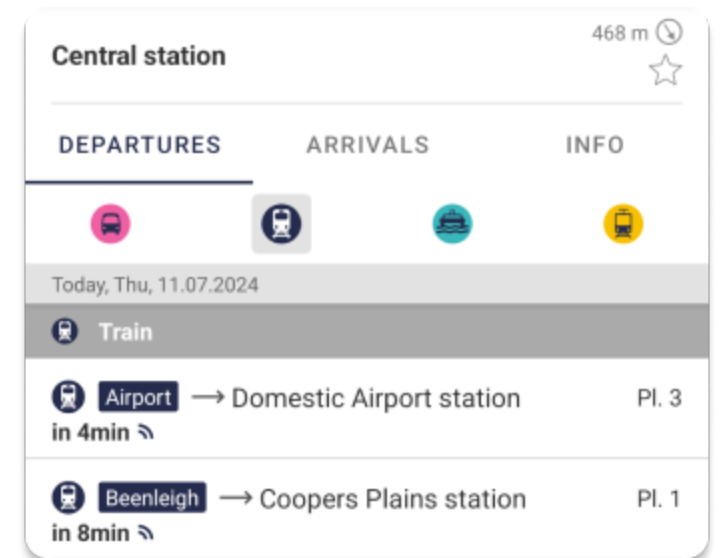 468 m
Central station
DEPARTURES ARRIVALS INFO
Today, Thu, 11.07.2024
Train
Airport → Domestic Airport station Pl. 3
in 4min
Beenleigh → Coopers Plains station Pl. 1
in 8min